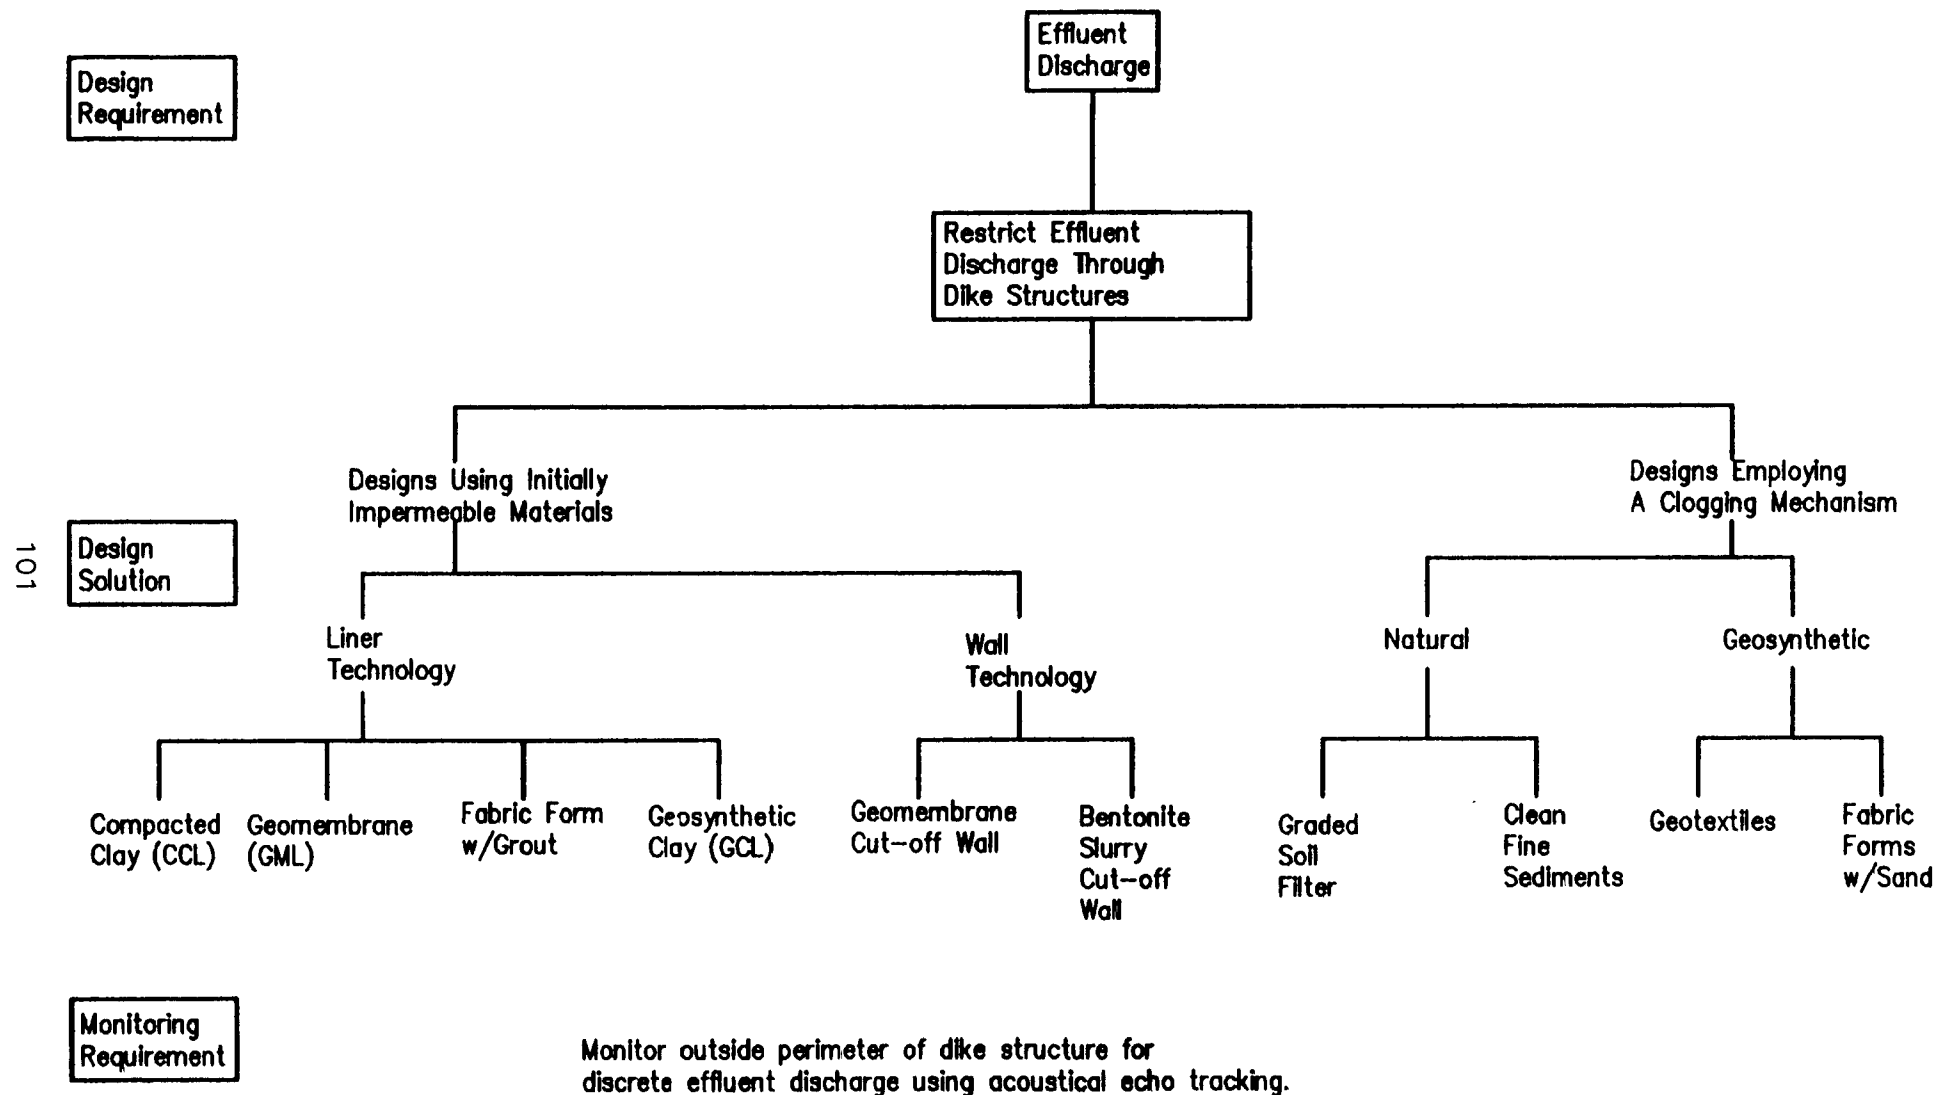 Effluent
Discharge
Design
Requirement
Restrict Effluent
Discharge Through
Dike Structures
Designs Using Initially
Impermeable Materials
Designs Employing
A Clogging Mechanism
101
Design
Solution
Liner
Technology
Wall
Technology
Natural
Geosynthetic
Compacted
Clay (CCL)
Geomembrane
(GML)
Fabric Form
w/Grout
Geosynthetic
Clay (GCL)
Geomembrane
Cut-off Wall
Bentonite
Slurry
Cut-off
Wall
Graded
Soil
Filter
Clean
Fine
Sediments
Geotextiles
Fabric
Forms
w/Sand
Monitoring
Requirement
Monitor outside perimeter of dike structure for
discrete effluent discharge using acoustical echo tracking.